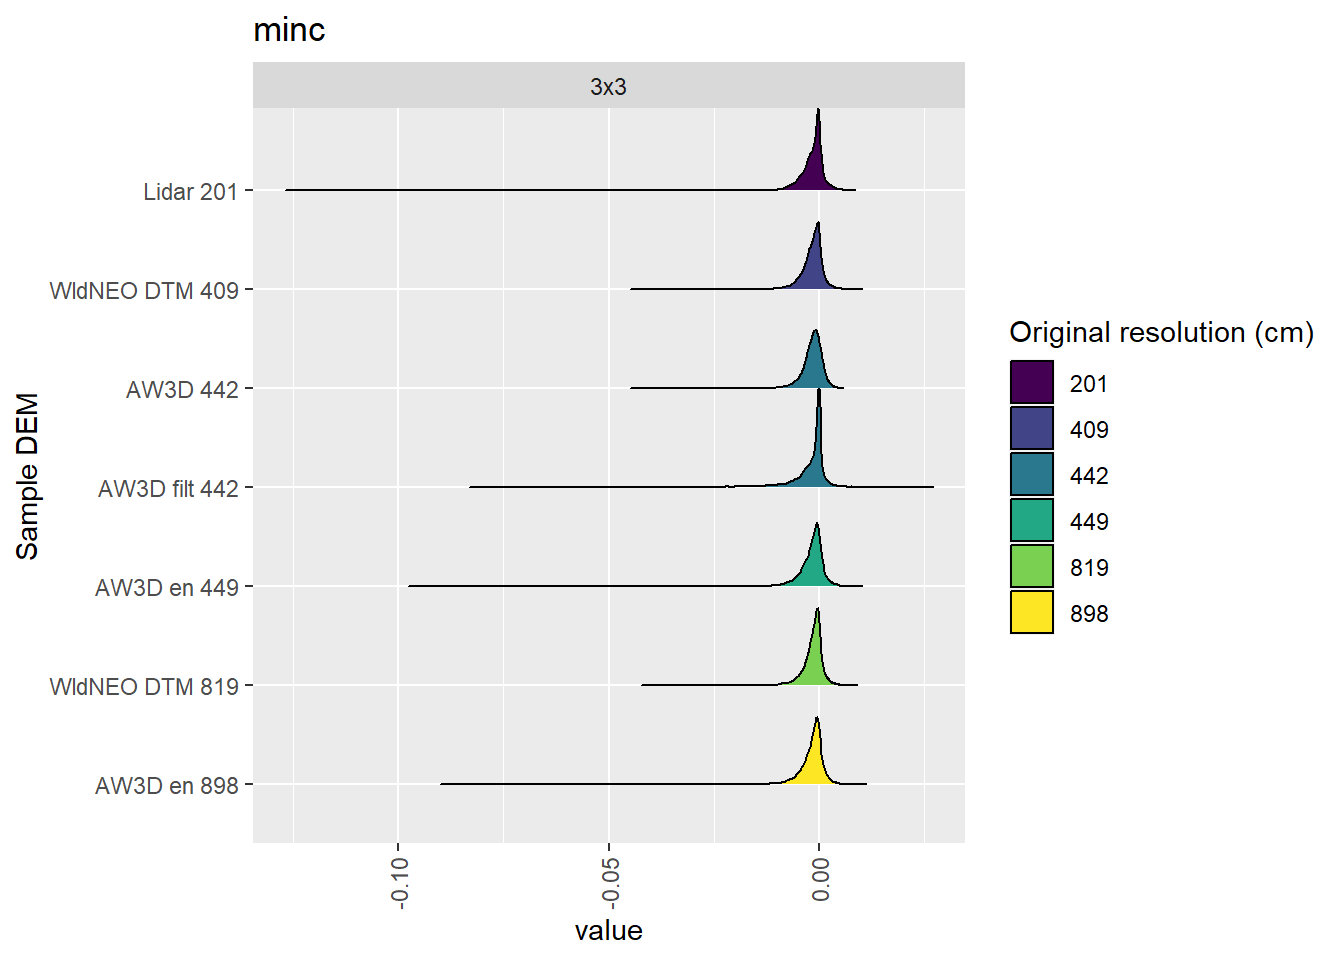 minc
3x3
Sample DEM
Lidar 201
WldNEO DTM 409
AW3D 442
AW3D filt 442
AW3D en 449
WldNEO DTM 819
AW3D en 898
-0.10
-0.05
0.00
value
Original resolution (cm)
201
409
442
449
819
898